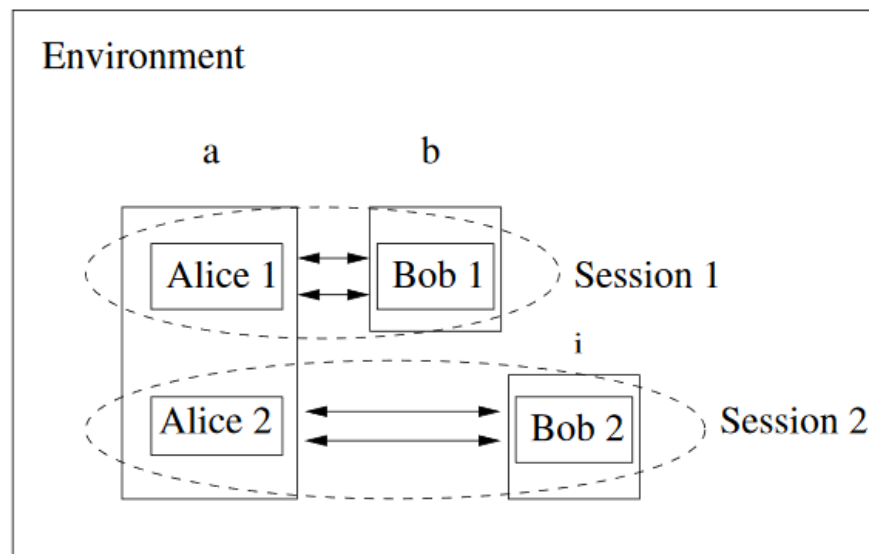 Environment
a b
Alice 1 Bob 1 Session 1
i
Alice 2 Bob 2 Session 2